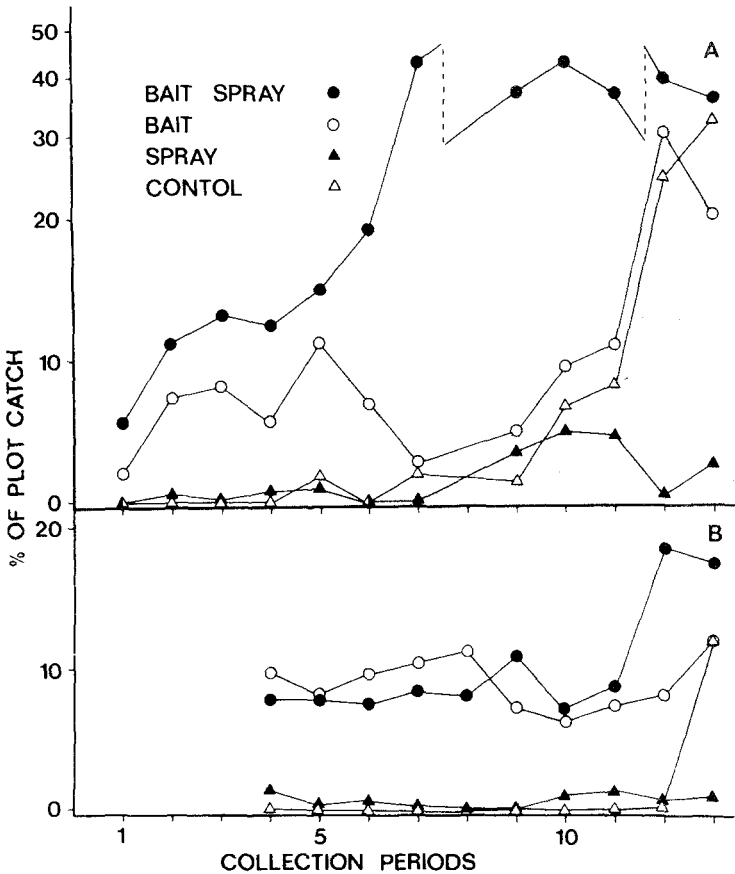 50
A
40
BAIT SPRAY
BAIT
30
SPRAY
CONTOL
20
10
0
% OF PLOT CATCH
20
B
10
0
1 5 10
COLLECTION PERIODS